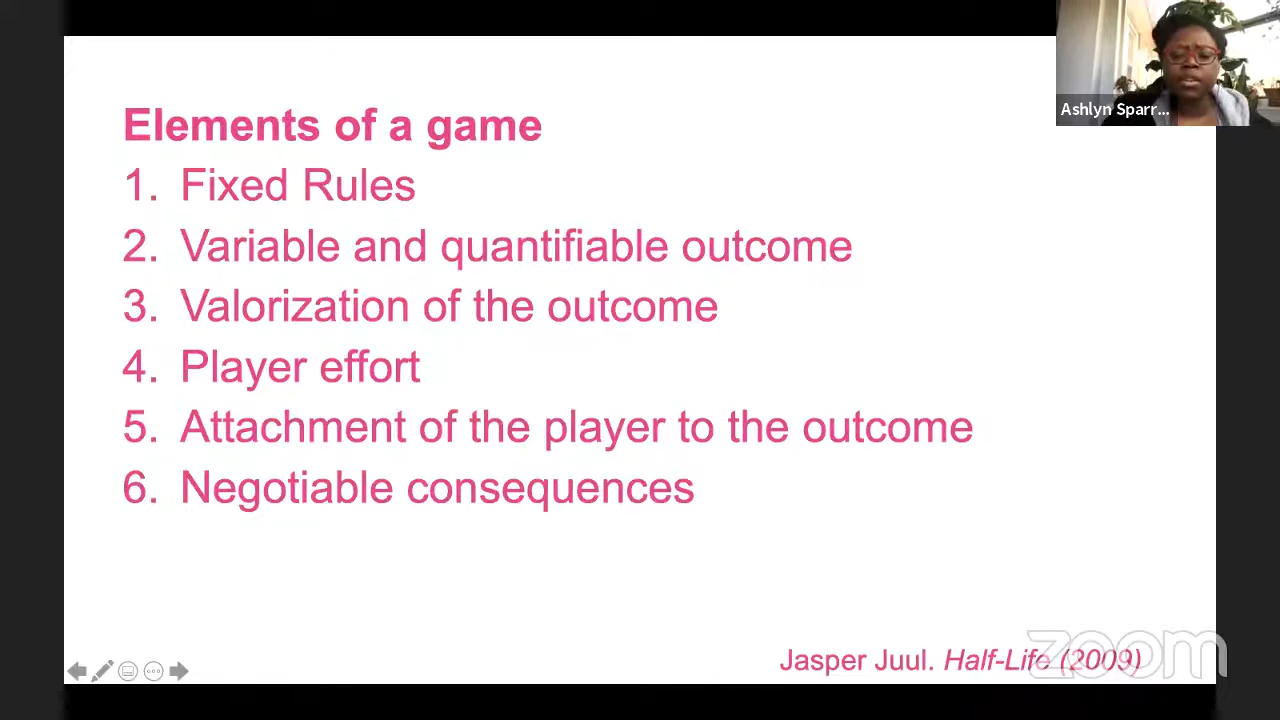 Ashlyn Sparr...
Elements of a game
1. Fixed Rules
2. Variable and quantifiable outcome
3. Valorization of the outcome
4. Player effort
5. Attachment of the player to the outcome
6. Negotiable consequences
Jasper Juul. Half-Life (2009)
zoom